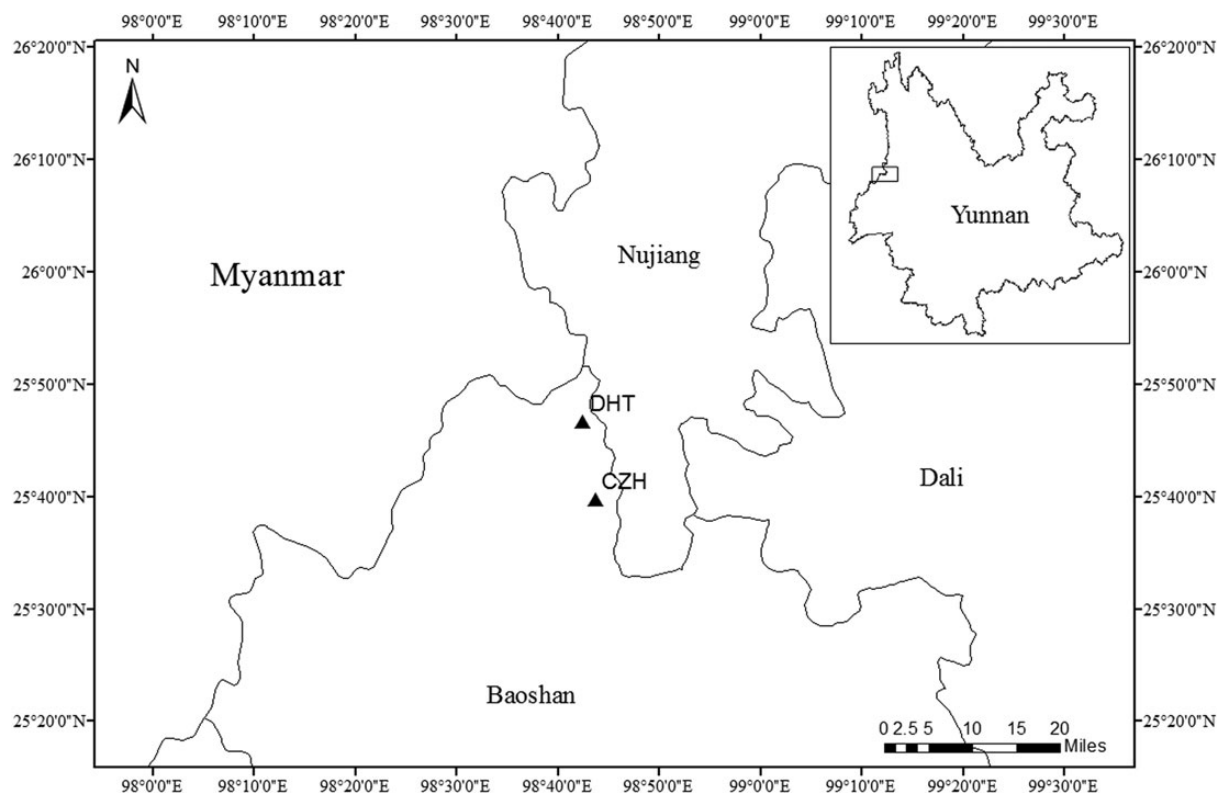 98°0'0"E 98°10'0"E 98°20'0"E 98°30'0"E 98°40'0"E 98°50'0"E 99°0'0"E 99°10'0"E 99°20'0"E 99°30'0"E
26°20'0"N 26°20'0"N
N
26°10'0"N 26°10'0"N
Yunnan
Nujiang
Myanmar
26°0'0"N 26°0'0"N
25°50'0"N 25°50'0"N
DHT
CZH
Dali
25°40'0"N 25°40'0"N
25°30'0"N 25°30'0"N
Baoshan
25°20'0"N 25°20'0"N
0 2.5 5 10 15 20
Miles
98°0'0"E 98°10'0"E 98°20'0"E 98°30'0"E 98°40'0"E 98°50'0"E 99°0'0"E 99°10'0"E 99°20'0"E 99°30'0"E